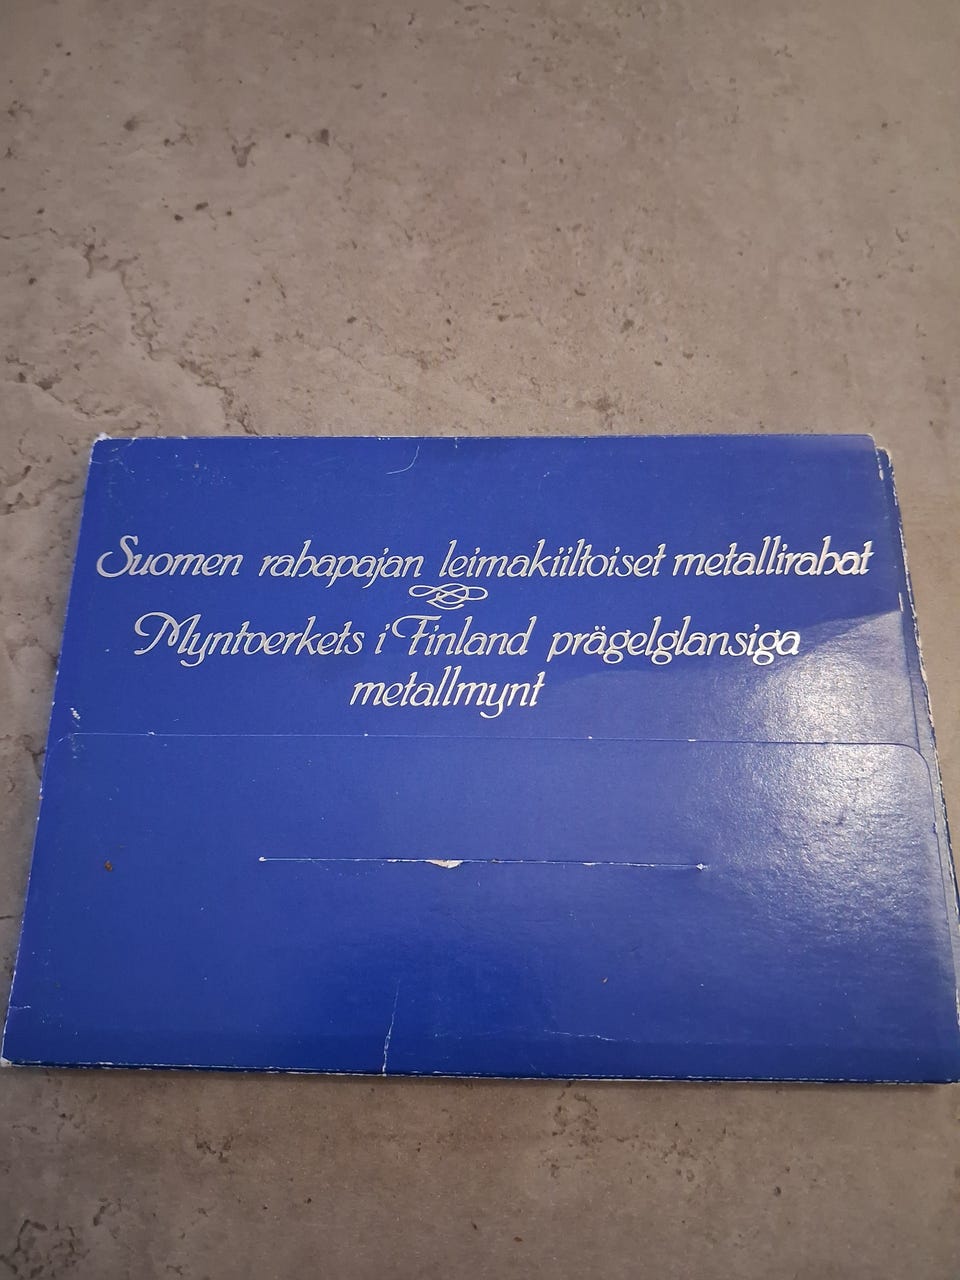 Suomen rahapajan leimakiiltoiset metallirahat
Myntverkets i Finland prägelglansiga
metallmynt